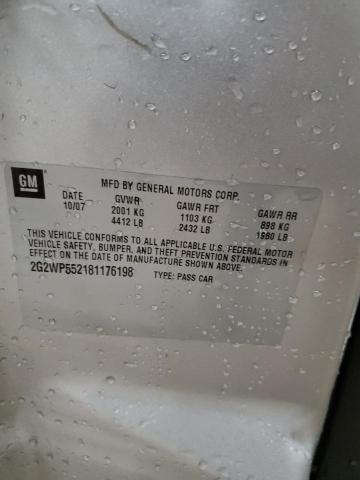 GM
MFD BY GENERAL MOTORS CORP
DATE GVWR GAWR FRT GAWR RR
10/07 2001 KG 1103 KG 898 KG
4412 LB 2432 LB 1980 LB
THIS VEHICLE CONFORMS TO ALL APPLICABLE U.S. FEDERAL MOTOR
VEHICLE SAFETY, BUMPER, AND THEFT PREVENTION STANDARDS IN
EFFECT ON THE DATE OF MANUFACTURE SHOWN ABOVE.
2G2WP552181176198 TYPE: PASS CAR